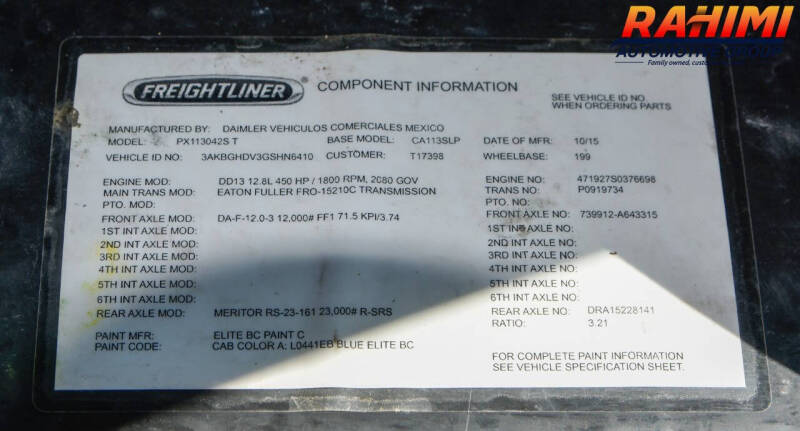 RAHIMI
AUTOMOTIVE
Family owned,
FREIGHTLINER COMPONENT INFORMATION
SEE VEHICLE ID NO.
WHEN ORDERING PARTS
MANUFACTURED BY: DAIMLER VEHICULOS COMERCIALES MEXICO
MODEL: PX113042S T BASE MODEL: CA113SLP DATE OF MFR: 10/15
VEHICLE ID NO: 3AKBGHDV3GSHN6410 CUSTOMER: T17398 WHEELBASE: 199
ENGINE MOD: DD13 12.8L 450 HP / 1800 RPM, 2080 GOV ENGINE NO: 471927S0376698
MAIN TRANS MOD: EATON FULLER FRO-15210C TRANSMISSION TRANS NO: P0919734
PTO. MOD: PTO. NO:
FRONT AXLE MOD: DA-F-12.0-3 12,000# FF1 71.5 KPI/3.74 FRONT AXLE NO: 739912-A643315
1ST INT AXLE MOD: 1ST INT AXLE NO:
2ND INT AXLE MOD: 2ND INT AXLE NO:
3RD INT AXLE MOD: 3RD INT AXLE NO:
4TH INT AXLE MOD: 4TH INT AXLE NO:
5TH INT AXLE MOD: 5TH INT AXLE NO:
6TH INT AXLE MOD: 6TH INT AXLE NO:
REAR AXLE MOD: MERITOR RS-23-161 23,000# R-SRS REAR AXLE NO: DRA15228141
RATIO: 3.21
PAINT MFR: ELITE BC PAINT C
PAINT CODE: CAB COLOR A: L0441EB BLUE ELITE BC
FOR COMPLETE PAINT INFORMATION
SEE VEHICLE SPECIFICATION SHEET.